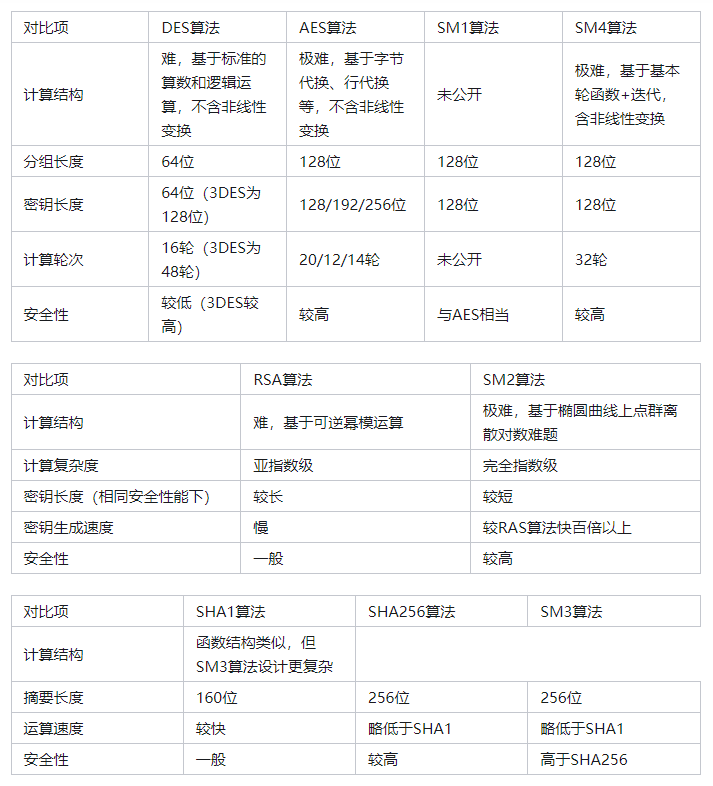 对比项 DES算法 AES算法 SM1算法 SM4算法
计算结构 难，基于标准的算数和逻辑运算，不含非线性变换 极难，基于字节代换、行代换等，不含非线性变换 未公开 极难，基于基本轮函数+迭代，含非线性变换
分组长度 64位 128位 128位 128位
密钥长度 64位（3DES为128位） 128/192/256位 128位 128位
计算轮次 16轮（3DES为48轮） 20/12/14轮 未公开 32轮
安全性 较低（3DES较高） 较高 与AES相当 较高
对比项 RSA算法 SM2算法
计算结构 难，基于可逆幂模运算 极难，基于椭圆曲线上点群离散对数难题
计算复杂度 亚指数级 完全指数级
密钥长度（相同安全性能下） 较长 较短
密钥生成速度 慢 较RAS算法快百倍以上
安全性 一般 较高
对比项 SHA1算法 SHA256算法 SM3算法
计算结构 函数结构类似，但SM3算法设计更复杂
摘要长度 160位 256位 256位
运算速度 较快 略低于SHA1 略低于SHA1
安全性 一般 较高 高于SHA256